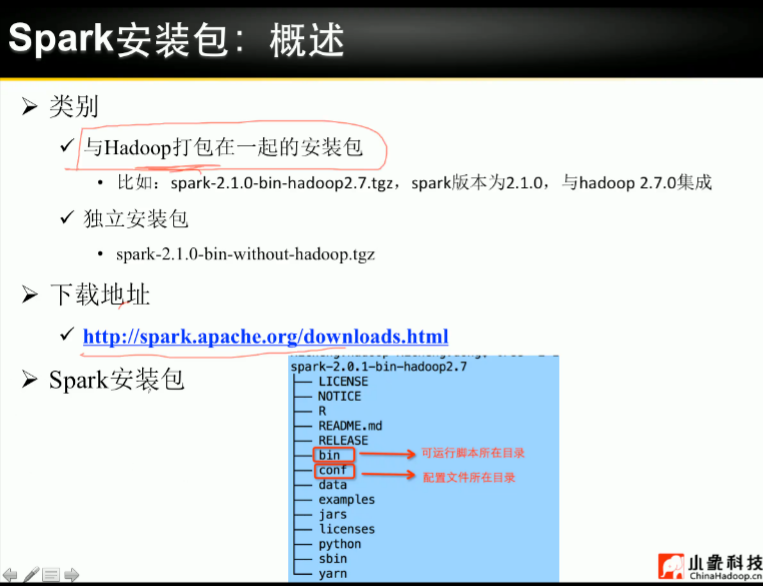 Spark安装包：概述
类别
与Hadoop打包在一起的安装包
比如：spark-2.1.0-bin-hadoop2.7.tgz，spark版本为2.1.0，与hadoop 2.7.0集成
独立安装包
spark-2.1.0-bin-without-hadoop.tgz
下载地址
http://spark.apache.org/downloads.html
Spark安装包
spark-2.0.1-bin-hadoop2.7
LICENSE
NOTICE
R
README.md
RELEASE
bin 可运行脚本所在目录
conf 配置文件所在目录
data
examples
jars
licenses
python
sbin
yarn
小象科技
ChinaHadoop.cn